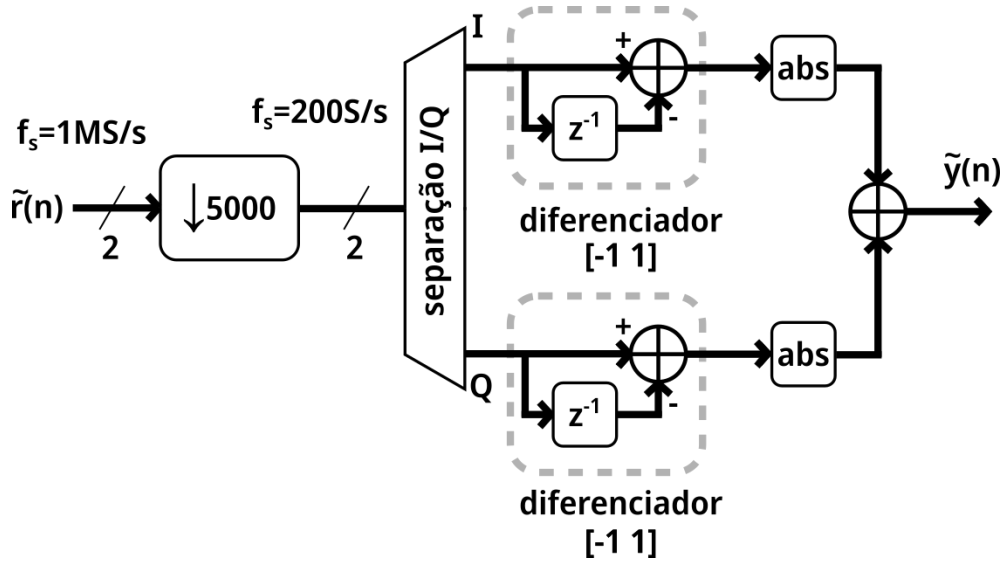 I
+
abs
-
z⁻¹
fₛ=200S/s
fₛ=1MS/s
separação I/Q
↓5000
r̃(n)
2
2
ỹ(n)
diferenciador
[-1 1]
+
abs
Q
-
z⁻¹
diferenciador
[-1 1]